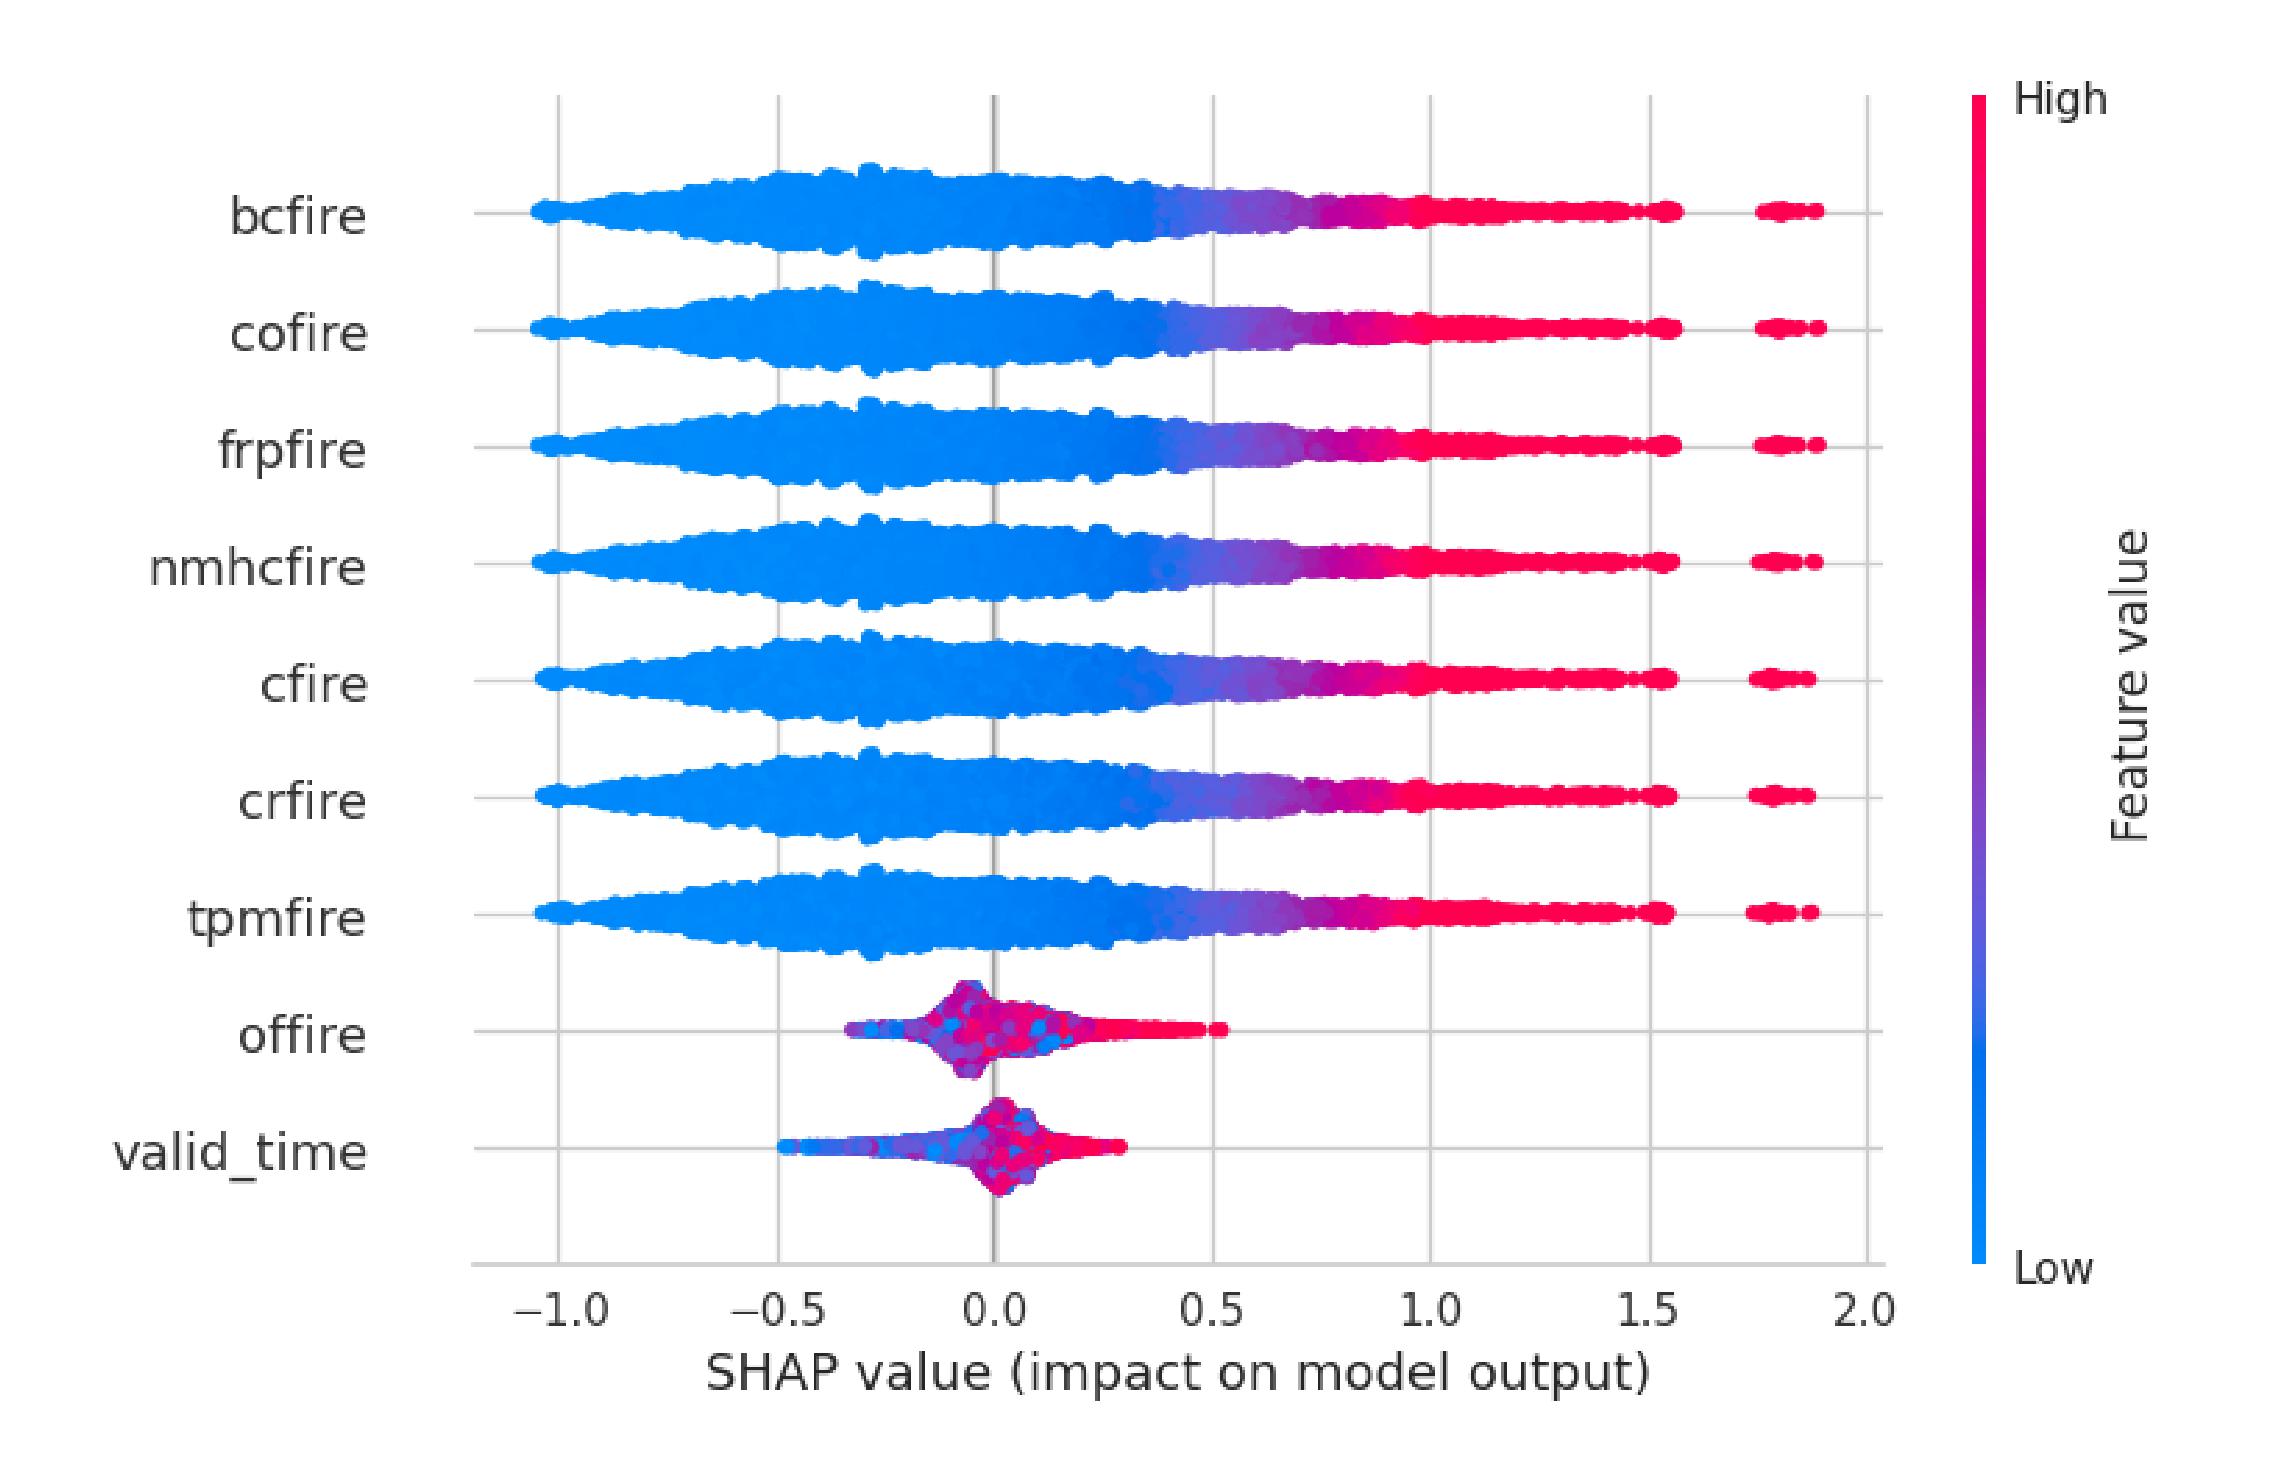 High
bcfire
cofire
frpfire
nmhcfire
cfire
crfire
tpmfire
offire
valid_time
Feature value
Low
−1.0 −0.5 0.0 0.5 1.0 1.5 2.0
SHAP value (impact on model output)